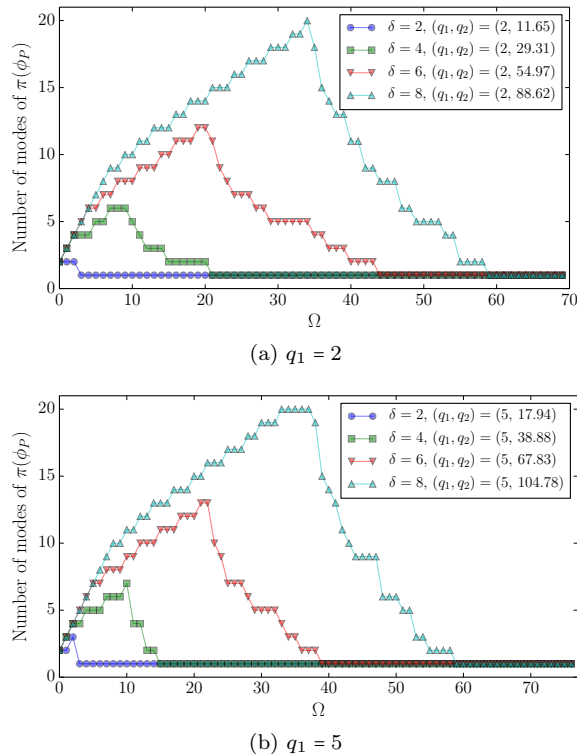 20
15
10
5
0
Number of modes of π(ϕ_P)
δ = 2, (q₁, q₂) = (2, 11.65)
δ = 4, (q₁, q₂) = (2, 29.31)
δ = 6, (q₁, q₂) = (2, 54.97)
δ = 8, (q₁, q₂) = (2, 88.62)
0 10 20 30 40 50 60 70
Ω
(a) q₁ = 2
20
15
10
5
0
Number of modes of π(ϕ_P)
δ = 2, (q₁, q₂) = (5, 17.94)
δ = 4, (q₁, q₂) = (5, 38.88)
δ = 6, (q₁, q₂) = (5, 67.83)
δ = 8, (q₁, q₂) = (5, 104.78)
0 10 20 30 40 50 60 70
Ω
(b) q₁ = 5